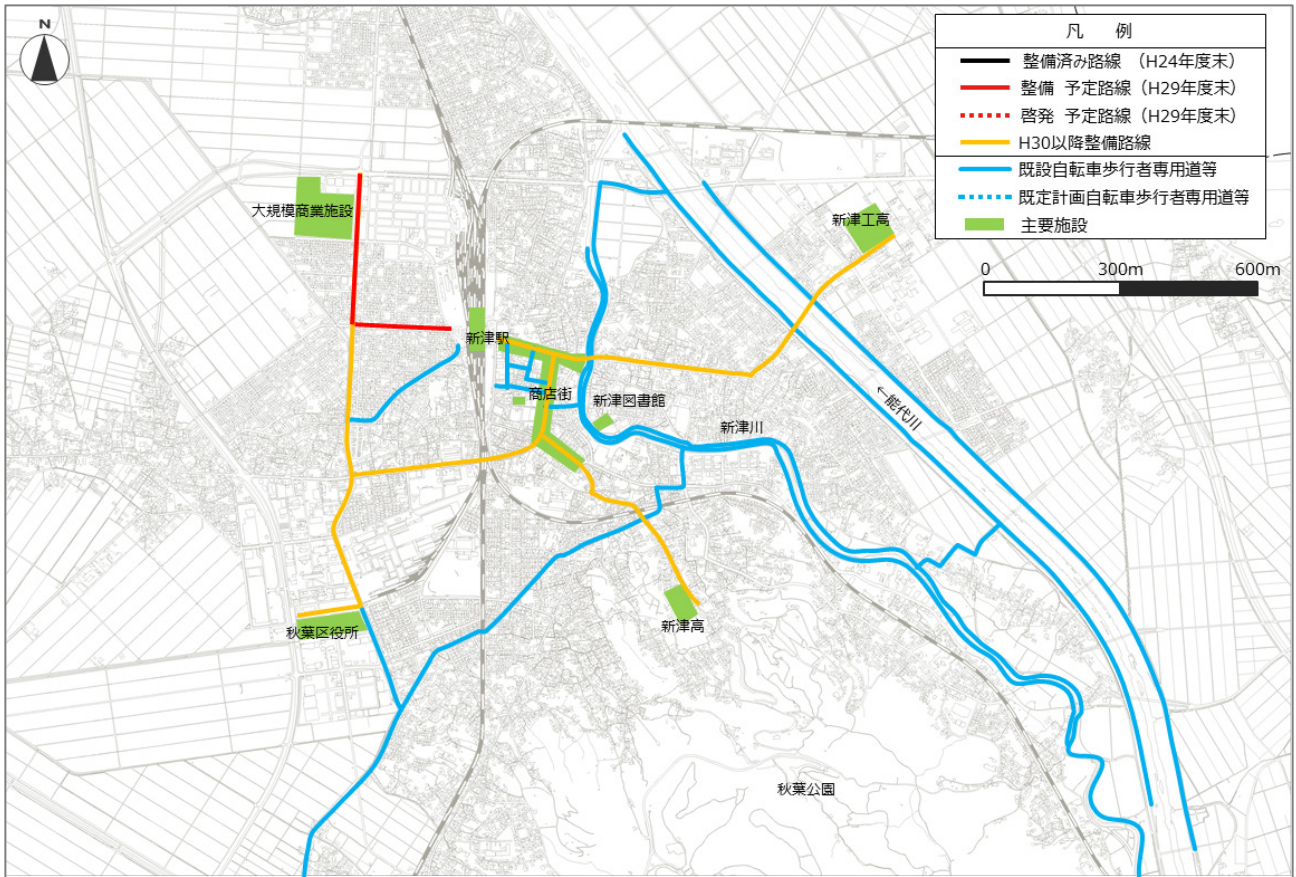 N
凡 例
整備済み路線 (H24年度末)
整備 予定路線(H29年度末)
啓発 予定路線(H29年度末)
H30以降整備路線
既設自転車歩行者専用道等
既定計画自転車歩行者専用道等
主要施設
0 300m 600m
大規模商業施設
新津工高
新津駅
商店街
新津図書館
新津川
←能代川
秋葉区役所
新津高
秋葉公園